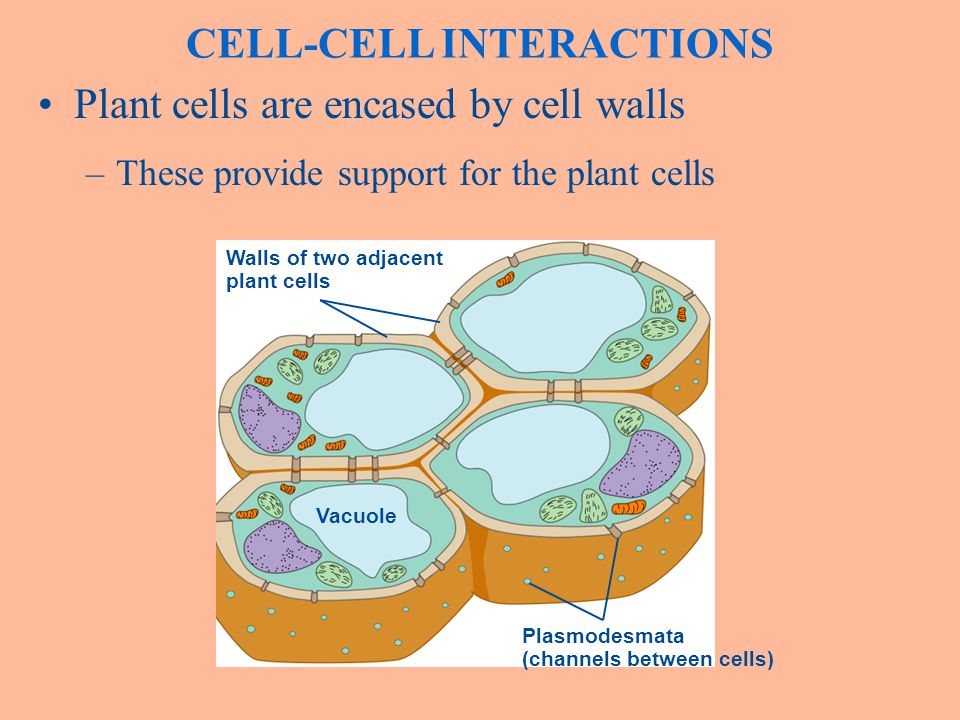 CELL-CELL INTERACTIONS
• Plant cells are encased by cell walls
– These provide support for the plant cells
Walls of two adjacent
plant cells
Vacuole
Plasmodesmata
(channels between cells)